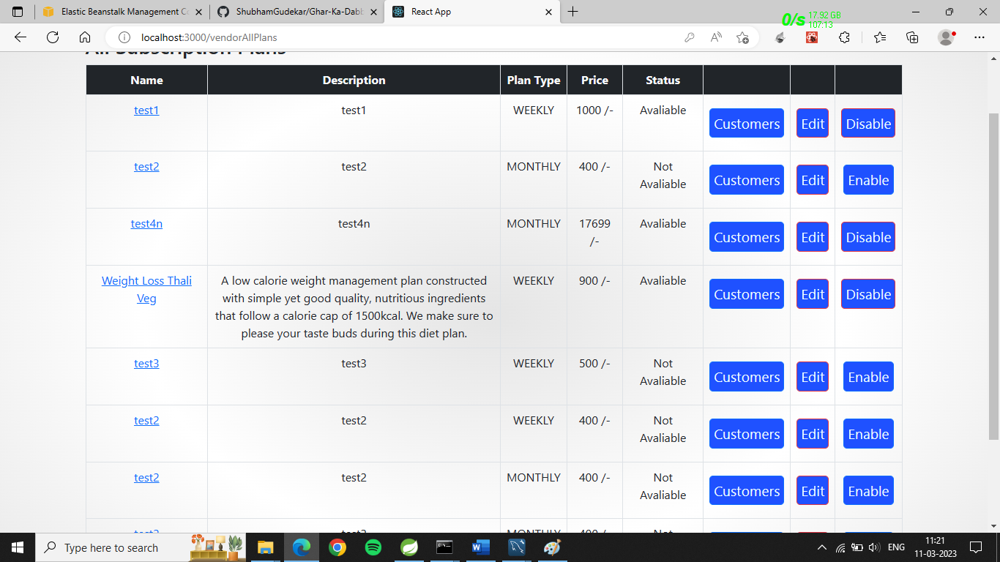 Elastic Beanstalk Management Co
ShubhamGudekar/Ghar-Ka-Dabb
React App
0/s 17.92 GB
107:13
localhost:3000/vendorAllPlans
All Subscription Plans
Name Description Plan Type Price Status
test1 test1 WEEKLY 1000 /- Avaliable Customers Edit Disable
test2 test2 MONTHLY 400 /- Not
Avaliable
Customers Edit Enable
test4n test4n MONTHLY 17699
/-
Avaliable
Customers Edit Disable
Weight Loss Thali
Veg
A low calorie weight management plan constructed
with simple yet good quality, nutritious ingredients
that follow a calorie cap of 1500kcal. We make sure to
please your taste buds during this diet plan.
WEEKLY 900 /- Avaliable
Customers Edit Disable
test3 test3 WEEKLY 500 /- Not
Avaliable
Customers Edit Enable
test2 test2 WEEKLY 400 /- Not
Avaliable
Customers Edit Enable
test2 test2 MONTHLY 400 /- Not
Avaliable
Customers Edit Enable
MONTHLY 400 /- Not
Type here to search
ENG
11:21
11-03-2023